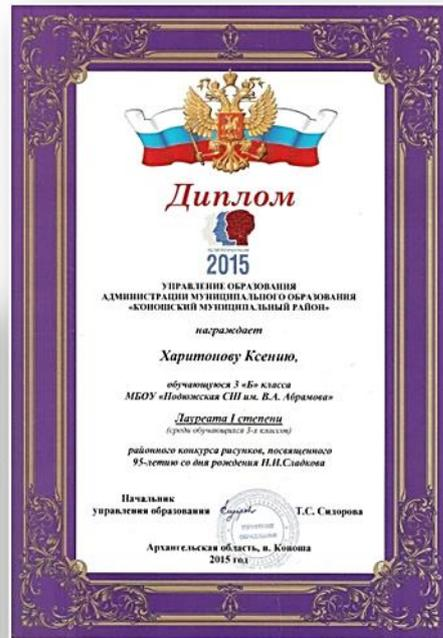 Диплом
2015
УПРАВЛЕНИЕ ОБРАЗОВАНИЯ
АДМИНИСТРАЦИИ МУНИЦИПАЛЬНОГО ОБРАЗОВАНИЯ
«КОНОШСКИЙ МУНИЦИПАЛЬНЫЙ РАЙОН»
награждает
Харитонову Ксению,
обучающуюся 3 «Б» класса
МБОУ «Подюжская СШ им. В.А. Абрамова»
Лауреата I степени
(среди обучающихся 3-х классов)
районного конкурса рисунков, посвященного
95-летию со дня рождения Н.И.Сладкова
Начальник
управления образования Т.С. Сидорова
УПРАВЛЕНИЕ
ОБРАЗОВАНИЯ
Архангельская область, п. Коноша
2015 год